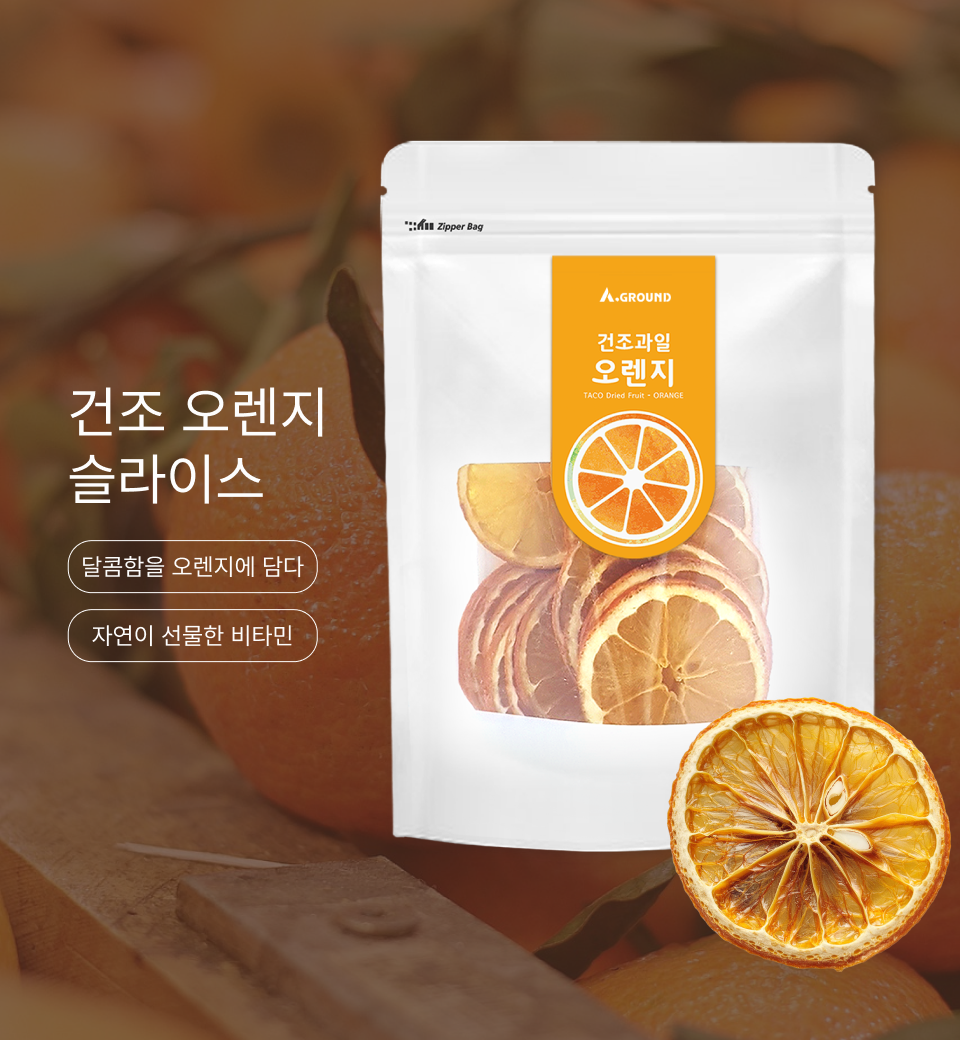 건조 오렌지
슬라이스
달콤함을 오렌지에 담다
자연이 선물한 비타민
Zipper Bag
A.GROUND
건조과일
오렌지
TACO Dried Fruit - ORANGE